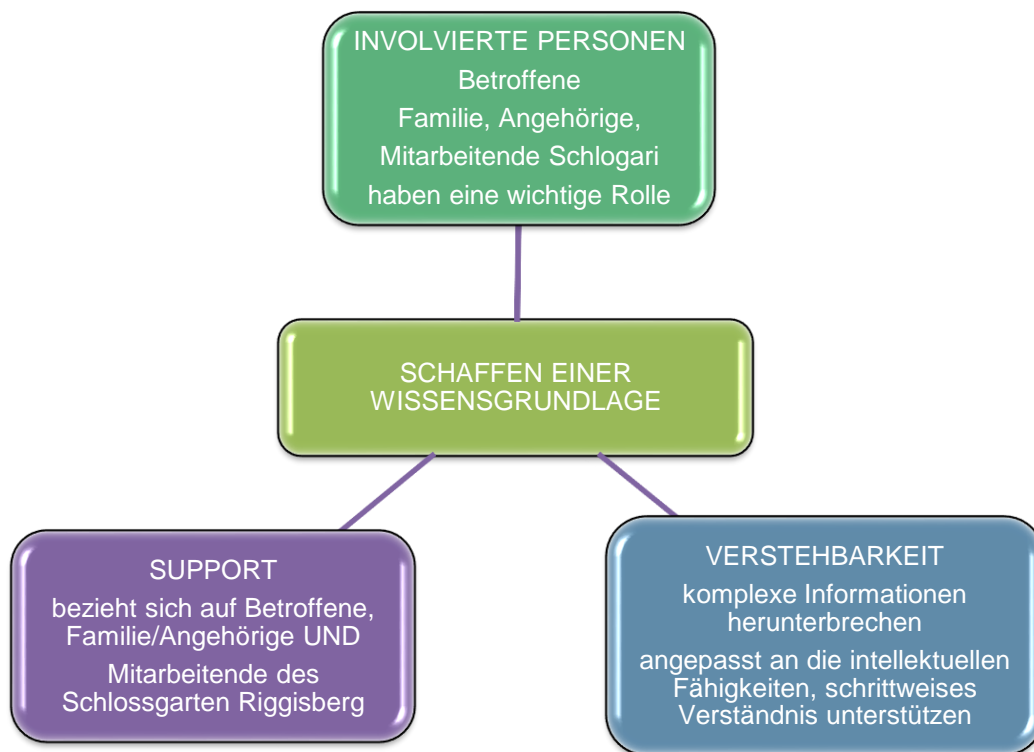 INVOLVIERTE PERSONEN
Betroffene
Familie, Angehörige,
Mitarbeitende Schlogari
haben eine wichtige Rolle
SCHAFFEN EINER
WISSENSGRUNDLAGE
SUPPORT
bezieht sich auf Betroffene,
Familie/Angehörige UND
Mitarbeitende des
Schlossgarten Riggisberg
VERSTEHBARKEIT
komplexe Informationen
herunterbrechen
angepasst an die intellektuellen
Fähigkeiten, schrittweises
Verständnis unterstützen